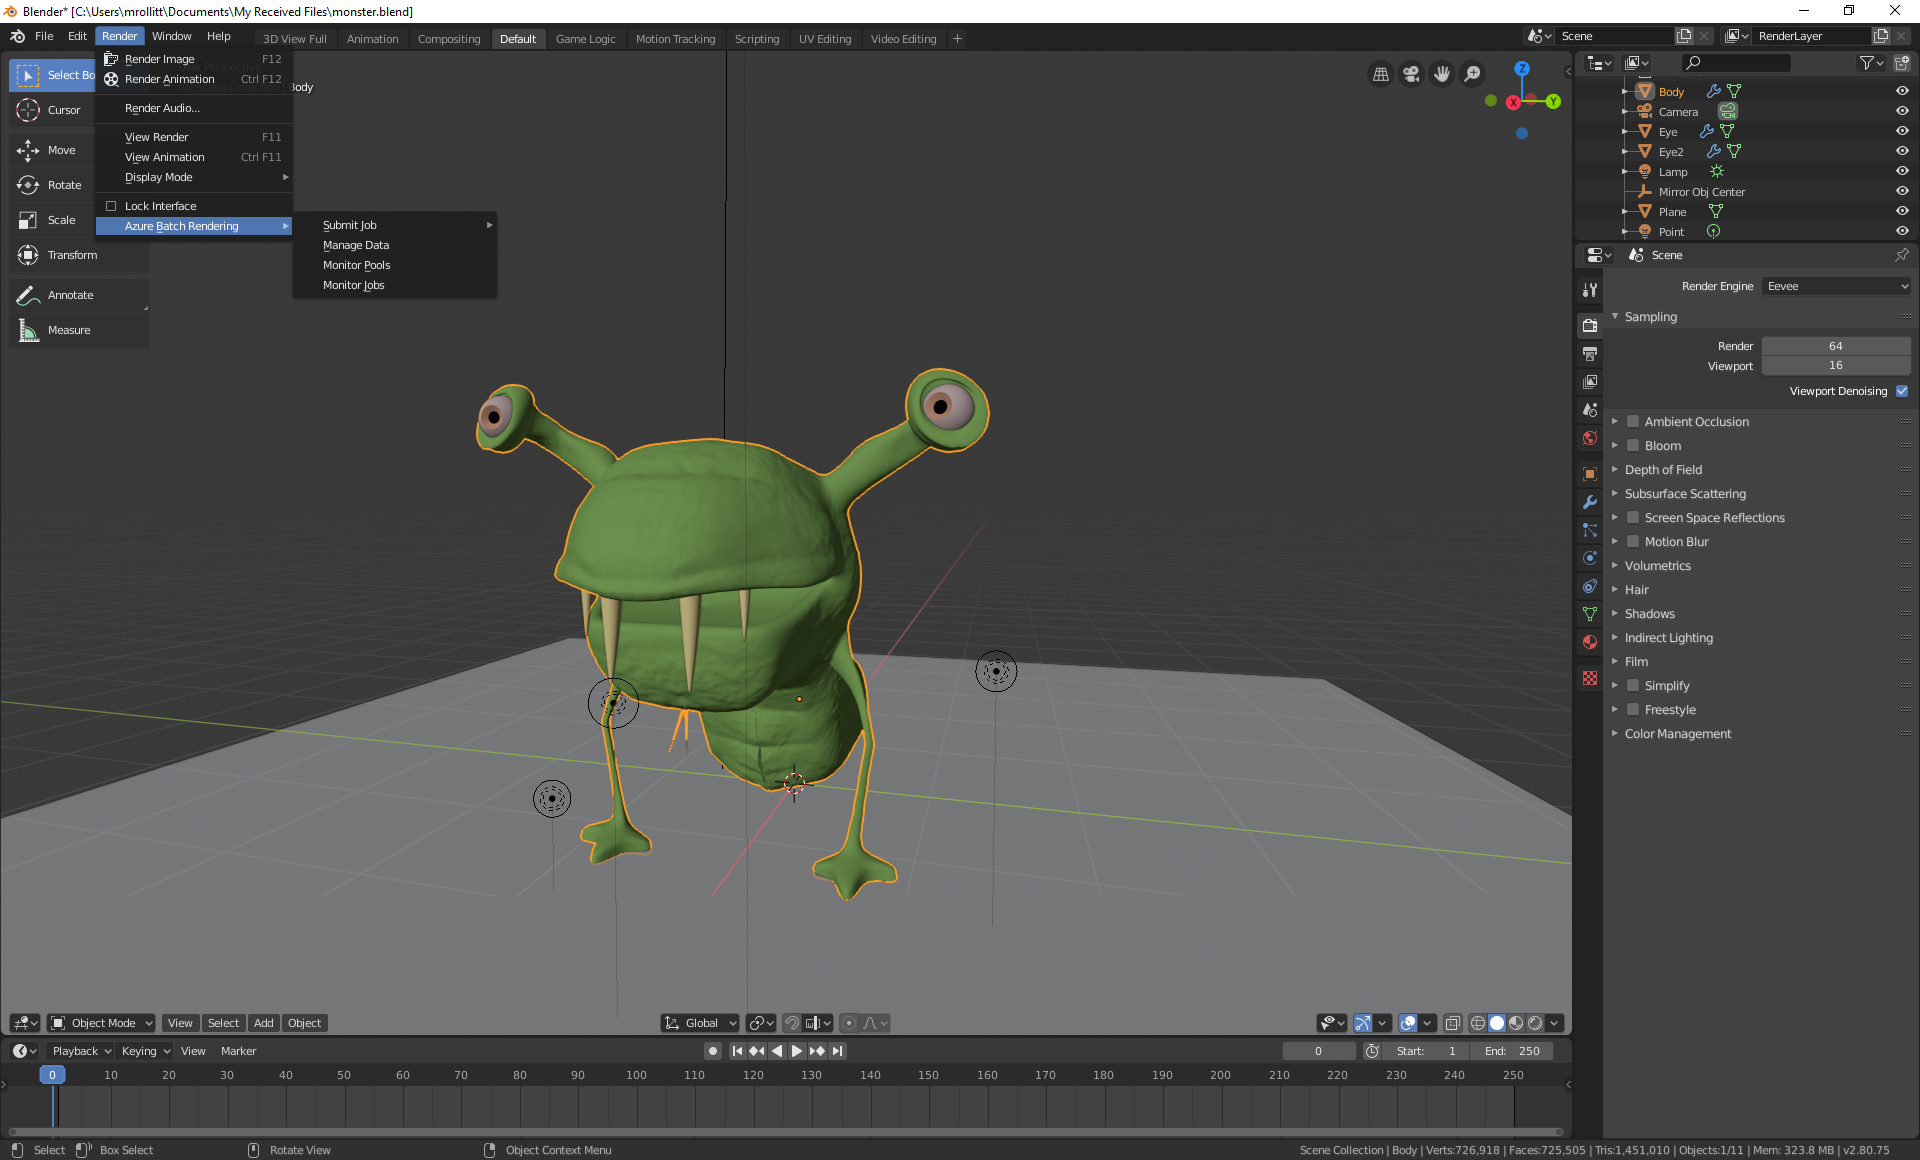 Blender* [C:\Users\mrollitt\Documents\My Received Files\monster.blend]
File Edit Render Window Help 3D View Full Animation Compositing Default Game Logic Motion Tracking Scripting UV Editing Video Editing + Scene RenderLayer
Render Image F12
Render Animation Ctrl F12
Body
Render Audio...
View Render F11
View Animation Ctrl F11
Display Mode
Lock Interface
Azure Batch Rendering
Submit Job
Manage Data
Monitor Pools
Monitor Jobs
Select Bo
Cursor
Move
Rotate
Scale
Transform
Annotate
Measure
Z
X
Y
Body
Camera
Eye
Eye2
Lamp
Mirror Obj Center
Plane
Point
Scene
Render Engine Eevee
Sampling
Render 64
Viewport 16
Viewport Denoising
Ambient Occlusion
Bloom
Depth of Field
Subsurface Scattering
Screen Space Reflections
Motion Blur
Volumetrics
Hair
Shadows
Indirect Lighting
Film
Simplify
Freestyle
Color Management
Object Mode View Select Add Object Global
Playback Keying View Marker 0 Start: 1 End: 250
0 10 20 30 40 50 60 70 80 90 100 110 120 130 140 150 160 170 180 190 200 210 220 230 240 250
Select Box Select Rotate View Object Context Menu Scene Collection | Body | Verts:726,918 | Faces:725,505 | Tris:1,451,010 | Objects:1/11 | Mem: 323.8 MB | v2.80.75